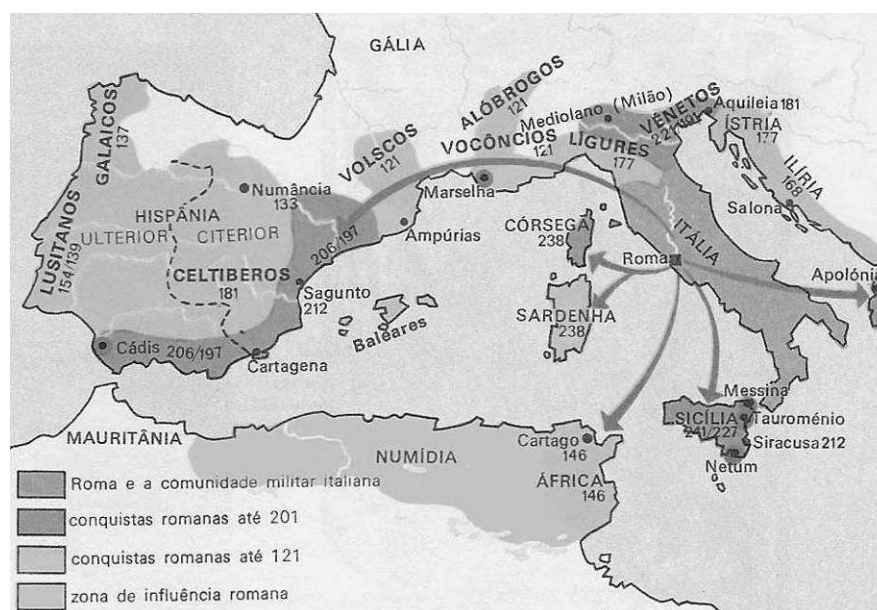 GÁLIA
ALÓBROGOS
121
Mediolano (Milão)
VÊNETOS
Aquileia 181
ÍSTRIA
177
GALAICOS
137
VOLSCOS
121
VOCÔNCIOS
121
LÍGURES
177
ILÍRIA
168
Numância
133
Marselha
HISPÂNIA
ULTERIOR
CITERIOR
206/197
Ampúrias
CÓRSEGA
238
ITÁLIA
Salona
LUSITANOS
154/139
CELTIBEROS
181
Roma
Apolónia
Sagunto
212
Baleares
SARDENHA
238
Cádis
206/197
Cartagena
Messina
SICÍLIA
241/227
Tauroménio
Siracusa 212
Netum
MAURITÂNIA
NUMÍDIA
Cartago
146
ÁFRICA
146
Roma e a comunidade militar italiana
conquistas romanas até 201
conquistas romanas até 121
zona de influência romana